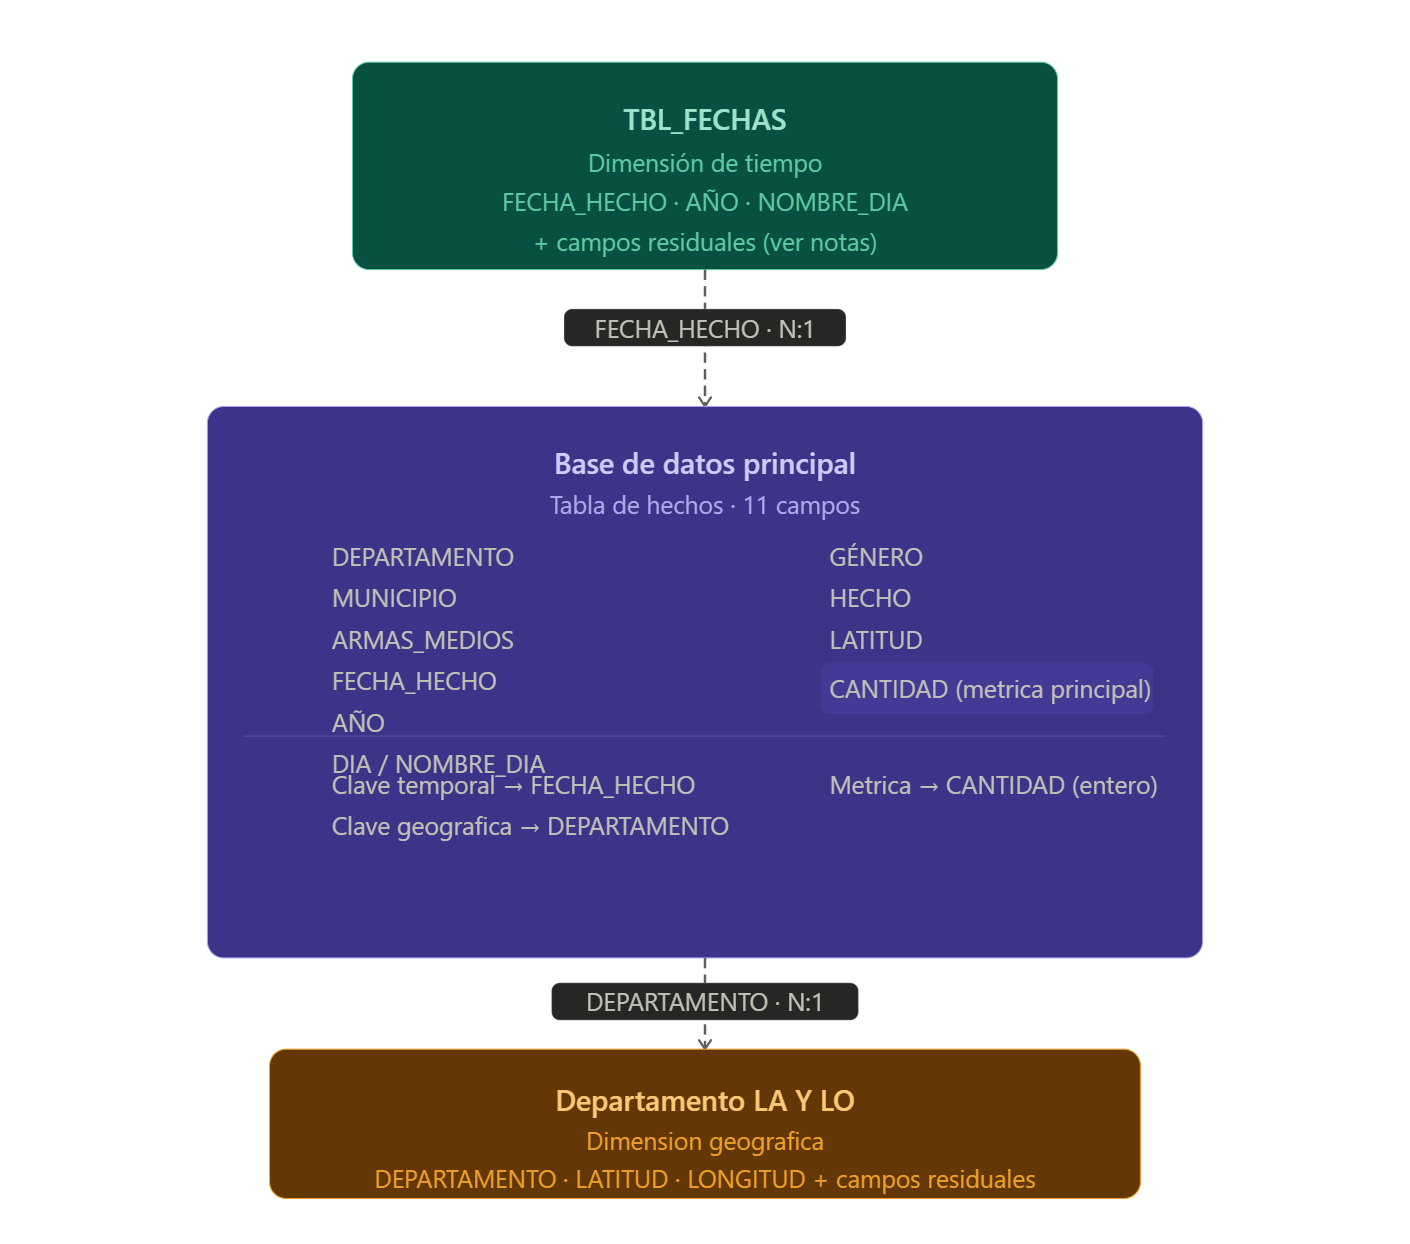 TBL_FECHAS
Dimensión de tiempo
FECHA_HECHO · AÑO · NOMBRE_DIA
+ campos residuales (ver notas)
FECHA_HECHO · N:1
Base de datos principal
Tabla de hechos · 11 campos
DEPARTAMENTO
MUNICIPIO
ARMAS_MEDIOS
FECHA_HECHO
AÑO
DIA / NOMBRE_DIA
GÉNERO
HECHO
LATITUD
CANTIDAD (metrica principal)
Clave temporal → FECHA_HECHO
Clave geografica → DEPARTAMENTO
Metrica → CANTIDAD (entero)
DEPARTAMENTO · N:1
Departamento LA Y LO
Dimension geografica
DEPARTAMENTO · LATITUD · LONGITUD + campos residuales